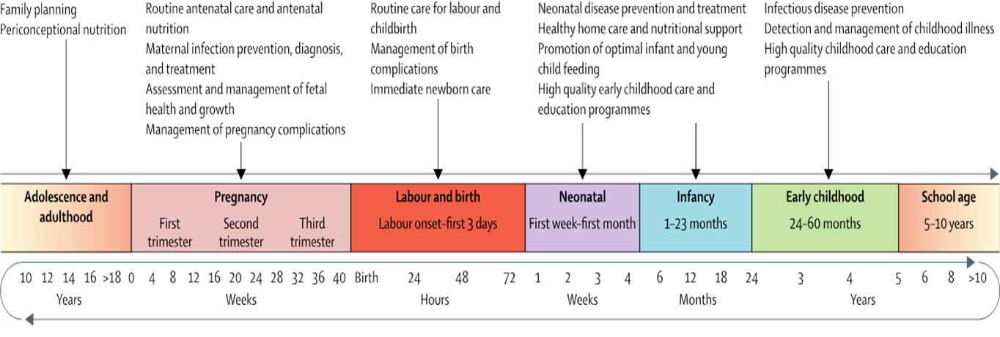 Family planning
Periconceptional nutrition
Routine antenatal care and antenatal
nutrition
Maternal infection prevention, diagnosis,
and treatment
Assessment and management of fetal
health and growth
Management of pregnancy complications
Routine care for labour and
childbirth
Management of birth
complications
Immediate newborn care
Neonatal disease prevention and treatment
Healthy home care and nutritional support
Promotion of optimal infant and young
child feeding
High quality early childhood care and
education programmes
Infectious disease prevention
Detection and management of childhood illness
High quality childhood care and education
programmes
Adolescence and
adulthood
Pregnancy
First
trimester
Second
trimester
Third
trimester
Labour and birth
Labour onset–first 3 days
Neonatal
First week–first month
Infancy
1–23 months
Early childhood
24–60 months
School age
5–10 years
10 12 14 16 >18 0 4 8 12 16 20 24 28 32 36 40 Birth 24 48 72 1 2 3 4 6 12 18 24 3 4 5 6 8 >10
Years Weeks Hours Weeks Months Years